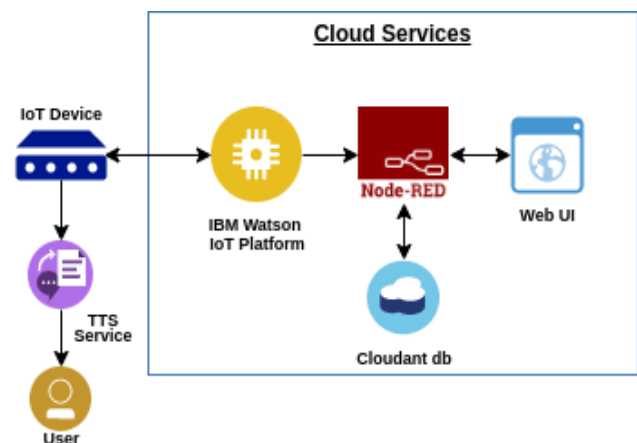 Cloud Services
IoT Device
Node-RED
IBM Watson
IoT Platform
Web UI
TTS
Service
Cloudant db
User